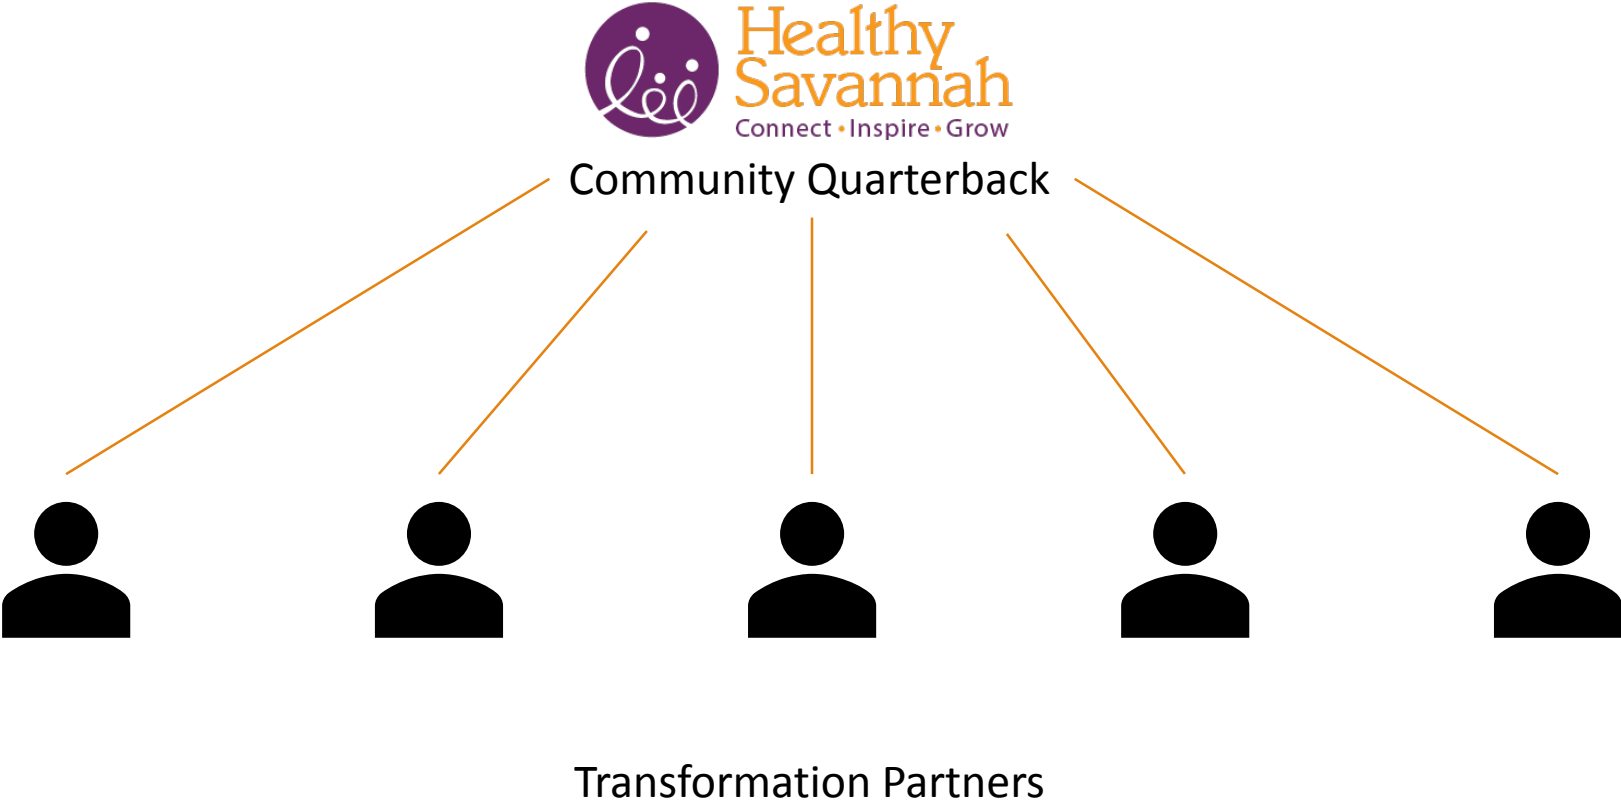 Healthy
Savannah
Connect • Inspire • Grow
Community Quarterback
Transformation Partners